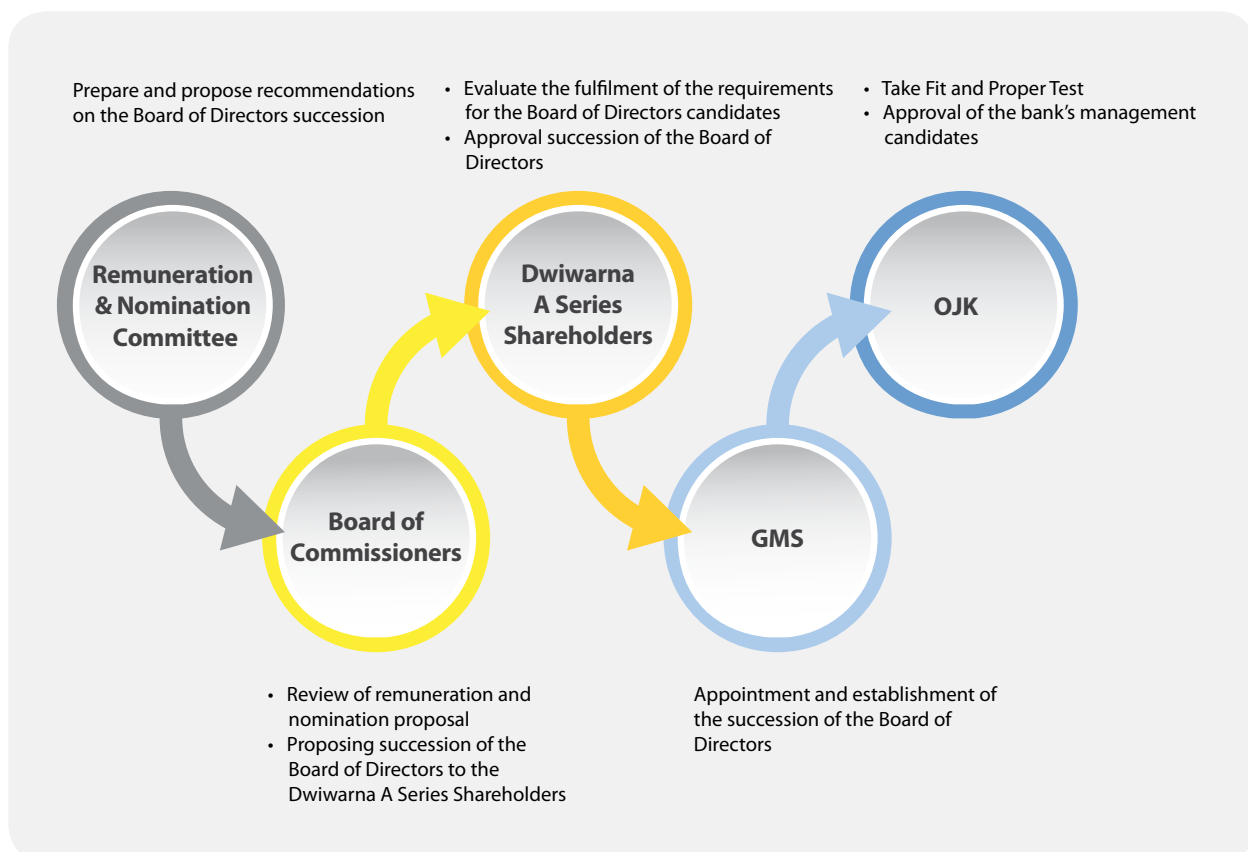 Prepare and propose recommendations
on the Board of Directors succession
• Evaluate the fulfilment of the requirements
for the Board of Directors candidates
• Approval succession of the Board of
Directors
• Take Fit and Proper Test
• Approval of the bank's management
candidates
Remuneration
& Nomination
Committee
Dwiwarna
A Series
Shareholders
OJK
Board of
Commissioners
GMS
• Review of remuneration and
nomination proposal
• Proposing succession of the
Board of Directors to the
Dwiwarna A Series Shareholders
Appointment and establishment of
the succession of the Board of
Directors